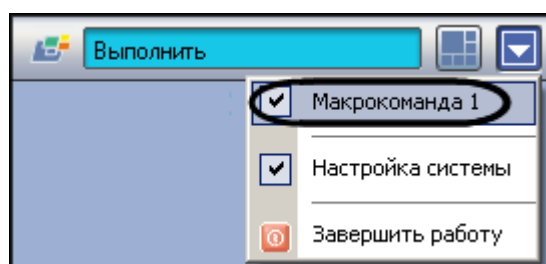 Выполнить
Макрокоманда 1
Настройка системы
Завершить работу